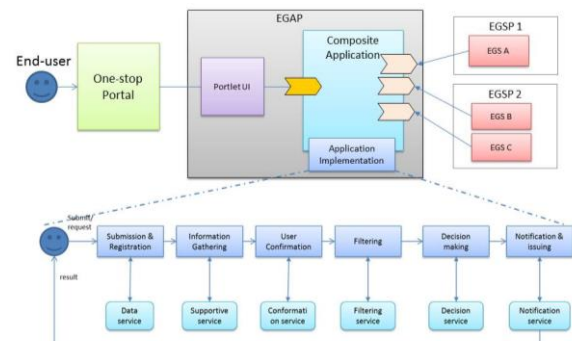 EGAP
EGSP 1
Composite
Application
EGS A
End-user
One-stop
Portal
Portlet UI
EGSP 2
EGS B
EGS C
Application
Implementation
Submit/
request
Submission &
Registration
Information
Gathering
User
Confirmation
Filtering
Decision
making
Notification &
issuing
result
Data
service
Supportive
service
Conformati
on service
Filtering
service
Decision
service
Notification
service